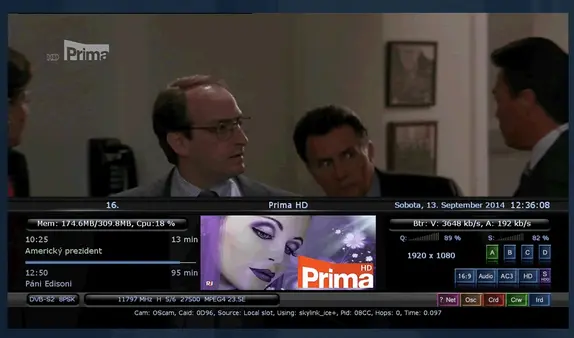 HD Prima
16. Prima HD Sobota, 13. September 2014 12:36:08
Mem: 174.6MB/309.8MB, Cpu:18 %
Btr: V: 3648 kb/s, A: 192 kb/s
10:25 13 min
Americký prezident
12:50 95 min
Páni Edisoni
HD
Prima
Q: 89 % S: 82 %
1920 x 1080 A B C D
16:9 Audio AC3 HD S
DVB-S2 8PSK 11797 MHz H 5/6 27500 MPEG4 23.5E ? Net Osc Crd Crw Ird
Cam: OScam, Caid: 0D96, Source: Local slot, Using: skylink_ice+, Pid: 08CC, Hops: 0, Time: 0.097